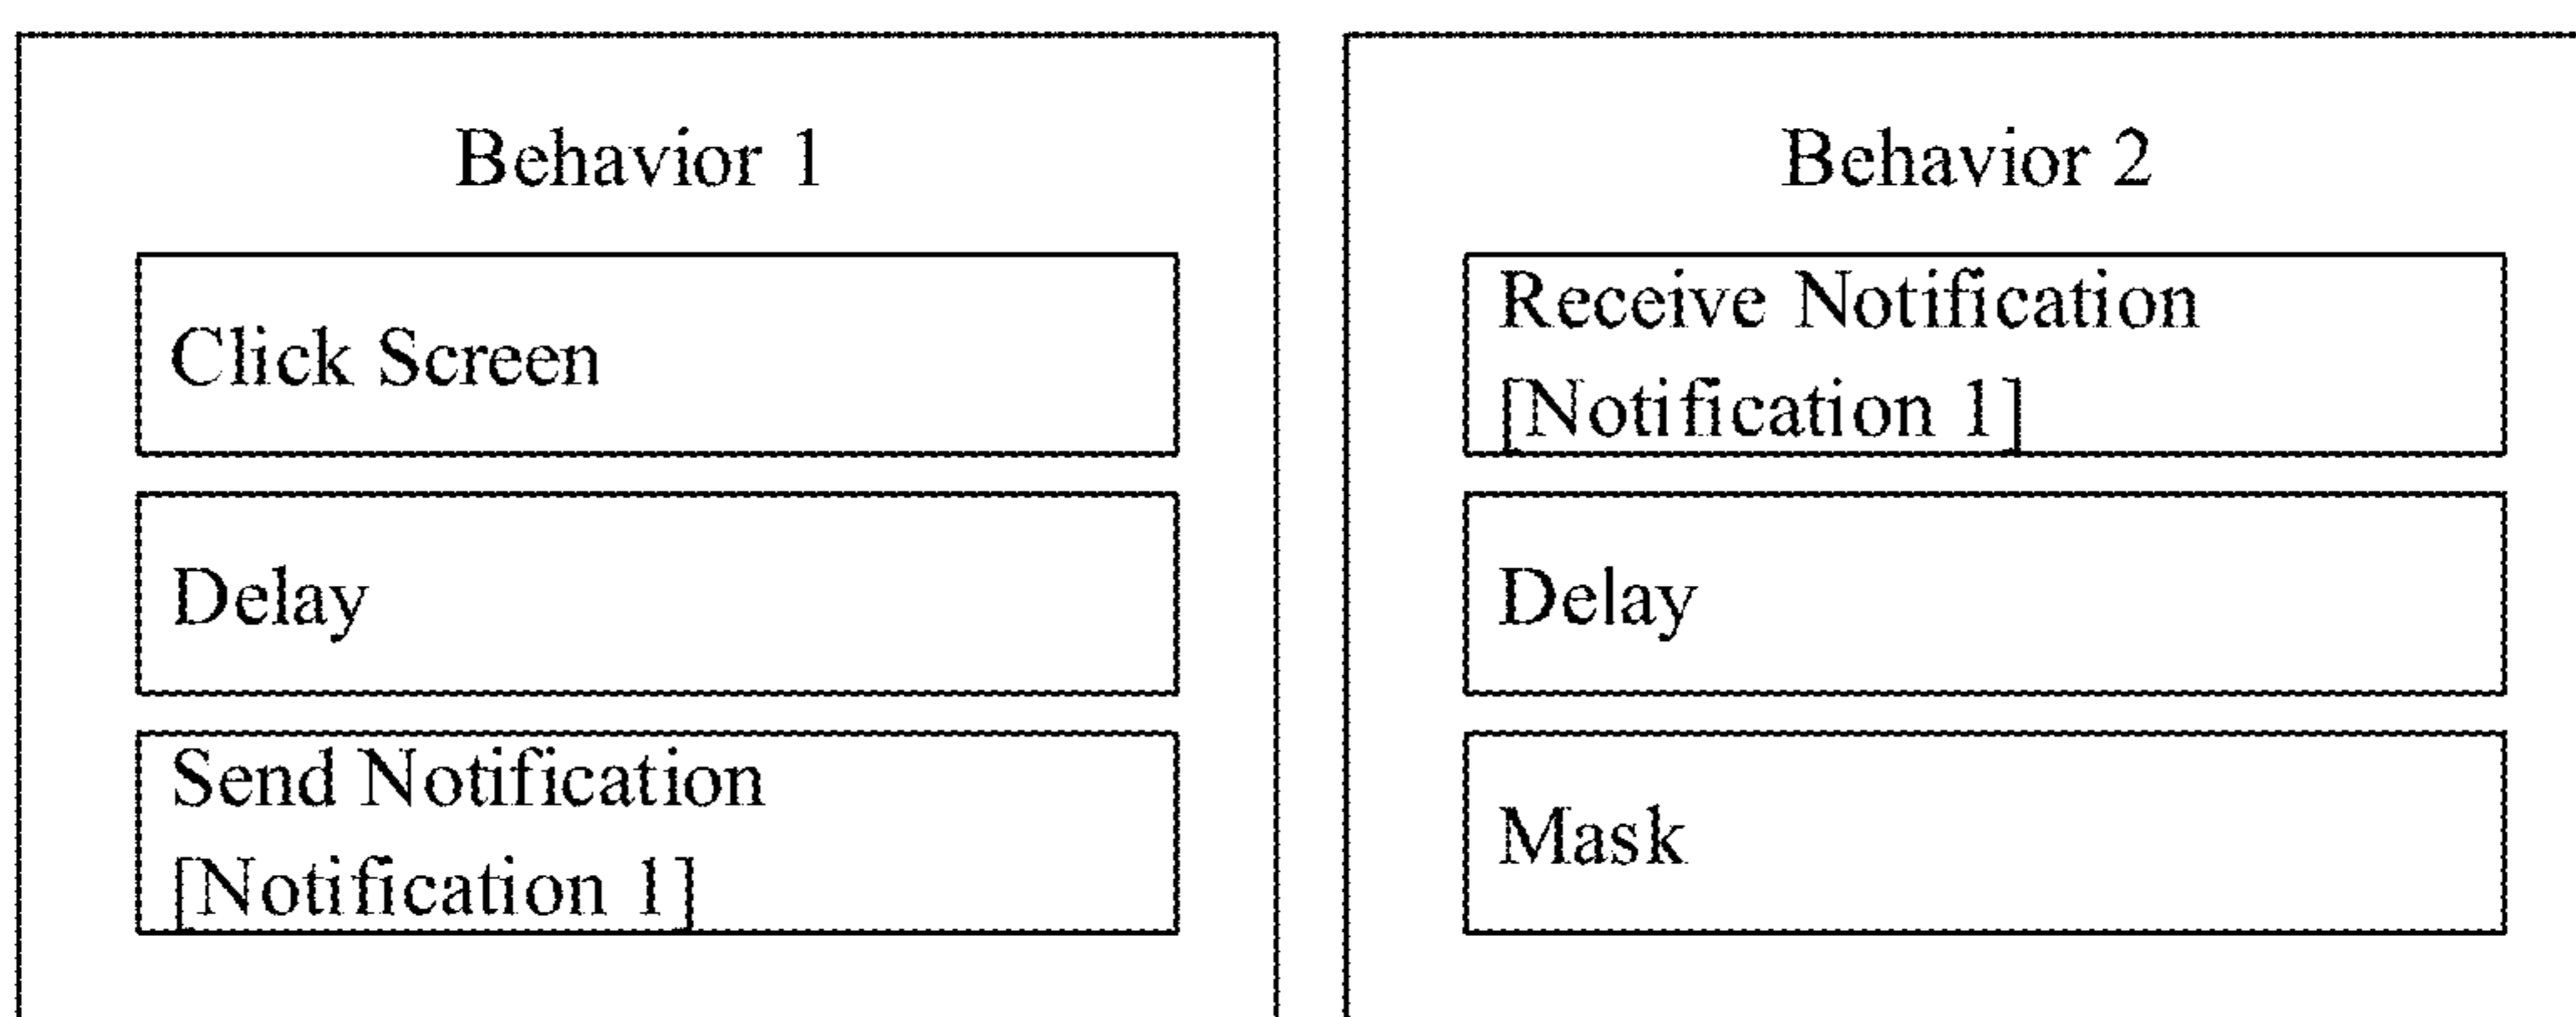 Behavior 1
Click Screen
Delay
Send Notification
[Notification 1]
Behavior 2
Receive Notification
[Notification 1]
Delay
Mask